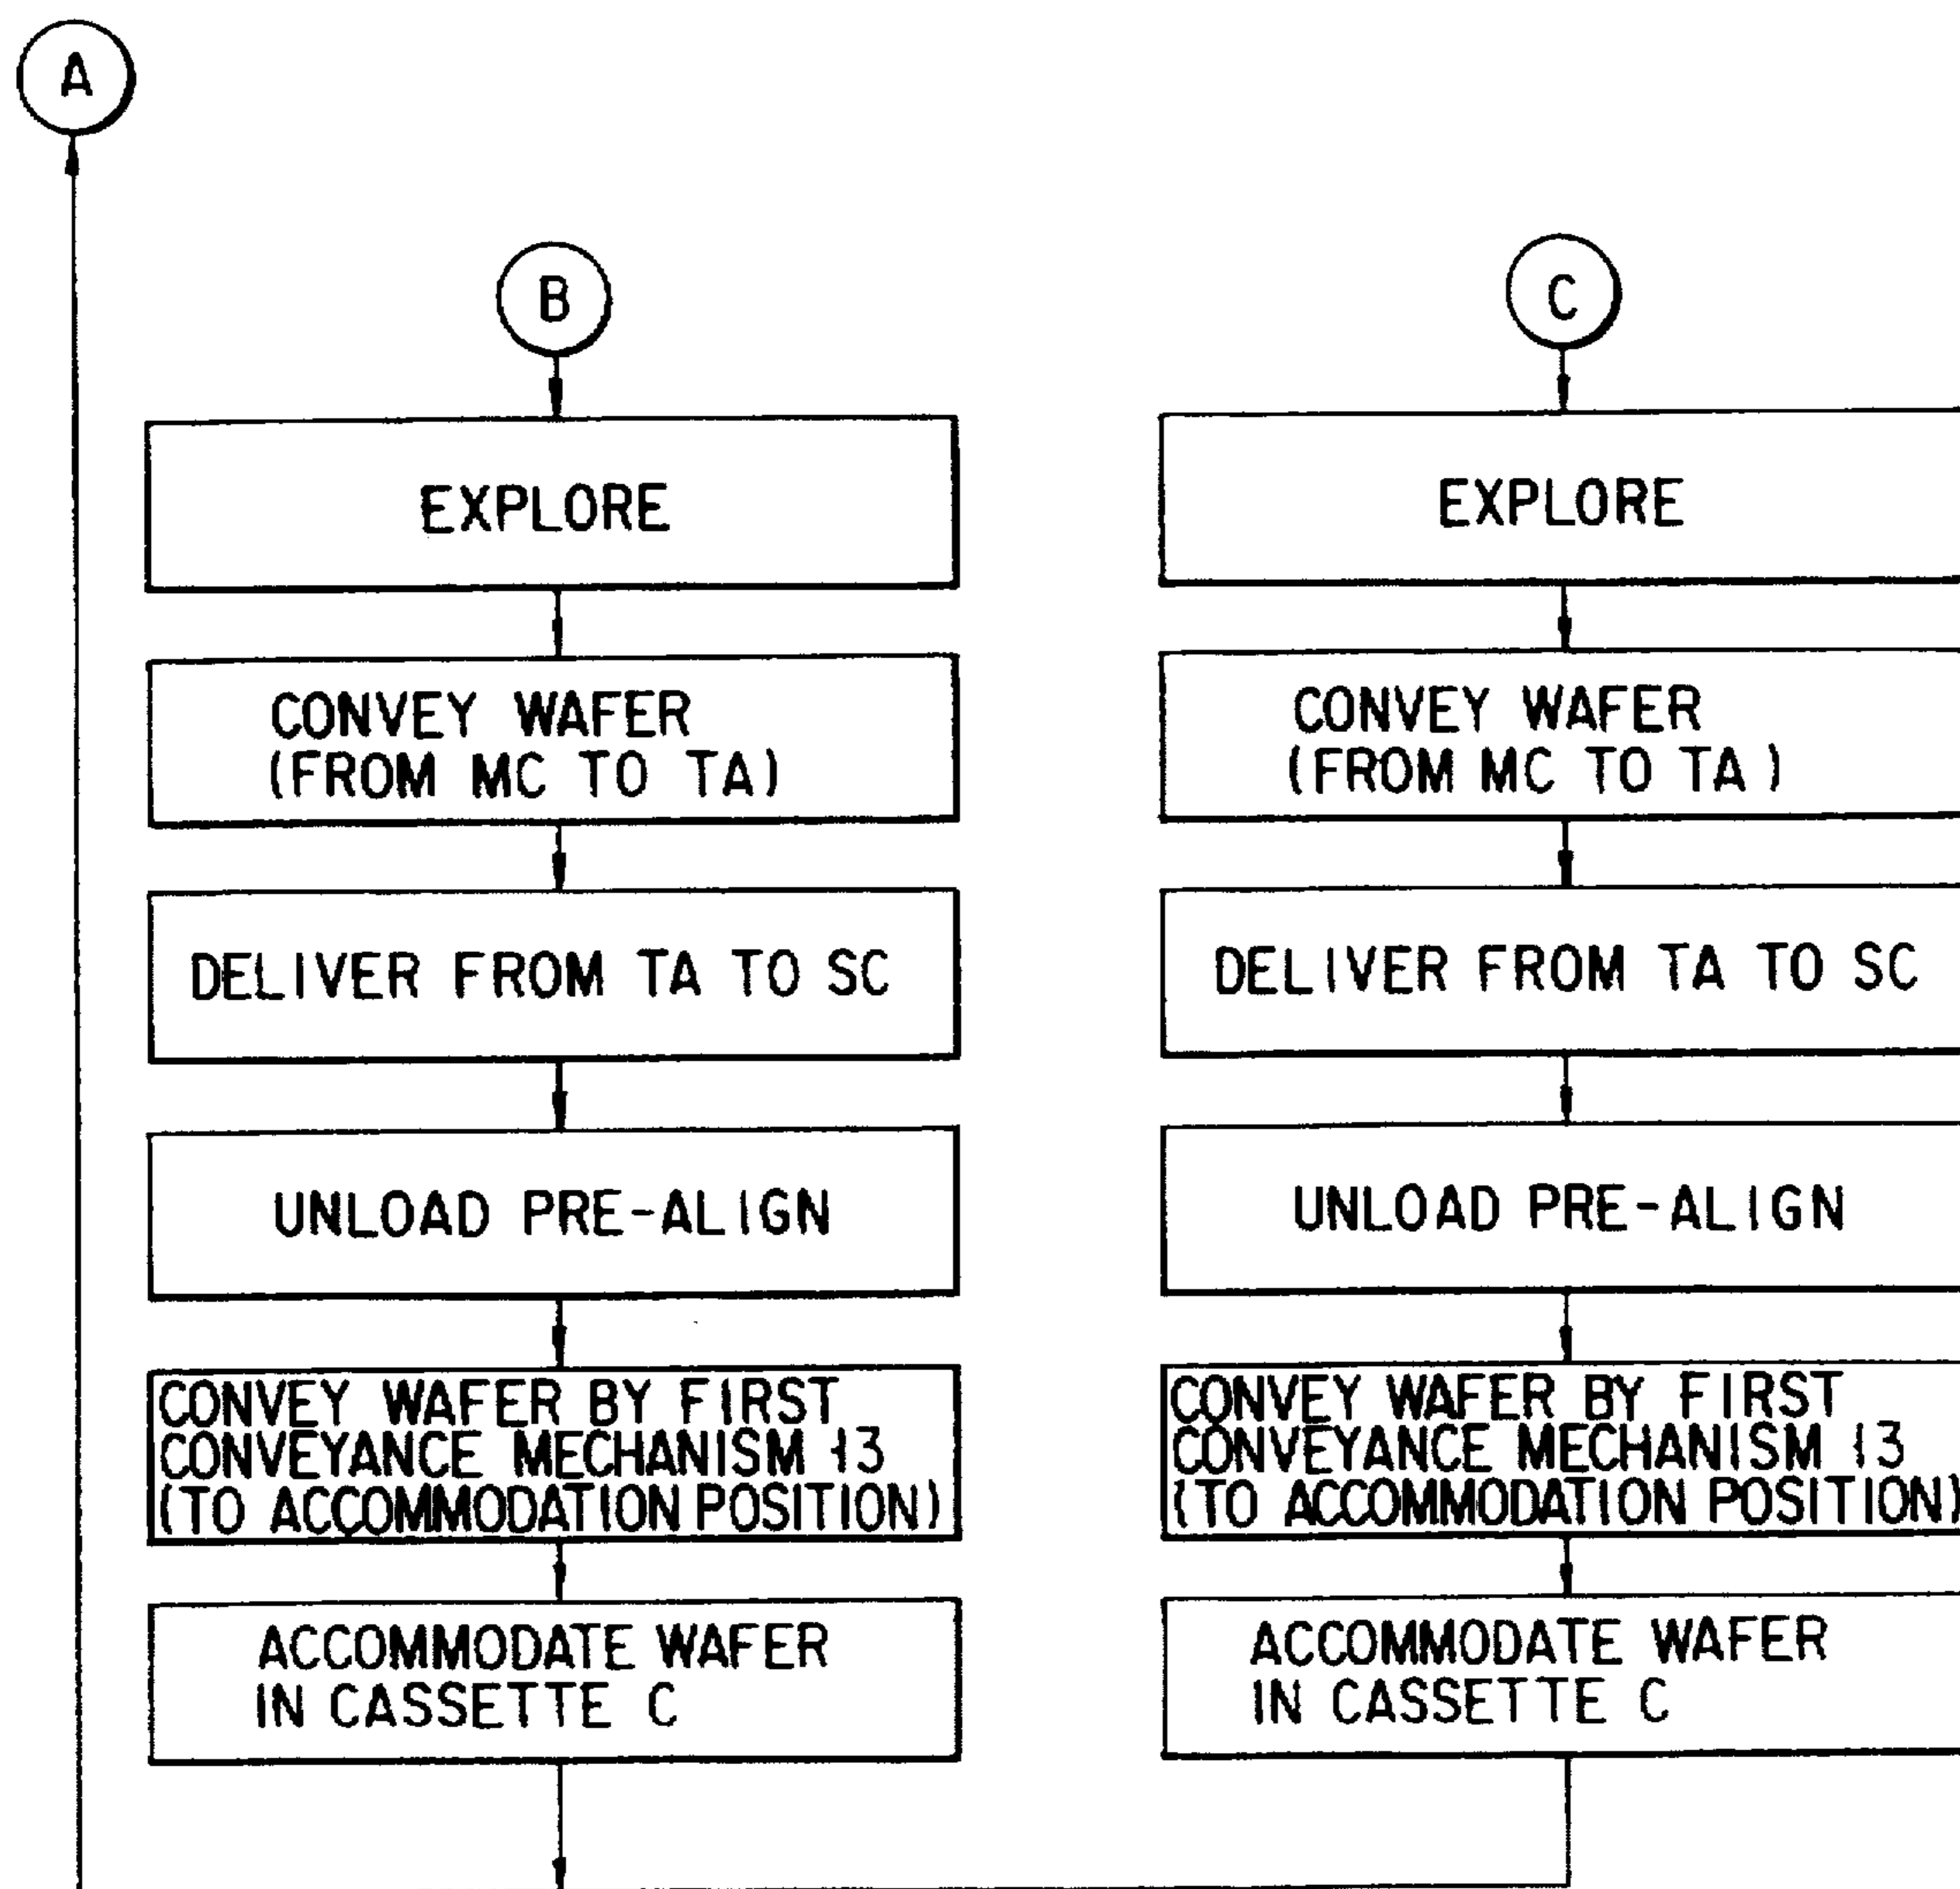 A
B
EXPLORE
CONVEY WAFER
(FROM MC TO TA)
DELIVER FROM TA TO SC
UNLOAD PRE-ALIGN
CONVEY WAFER BY FIRST
CONVEYANCE MECHANISM 13
(TO ACCOMMODATION POSITION)
ACCOMMODATE WAFER
IN CASSETTE C
C
EXPLORE
CONVEY WAFER
(FROM MC TO TA)
DELIVER FROM TA TO SC
UNLOAD PRE-ALIGN
CONVEY WAFER BY FIRST
CONVEYANCE MECHANISM 13
(TO ACCOMMODATION POSITION)
ACCOMMODATE WAFER
IN CASSETTE C